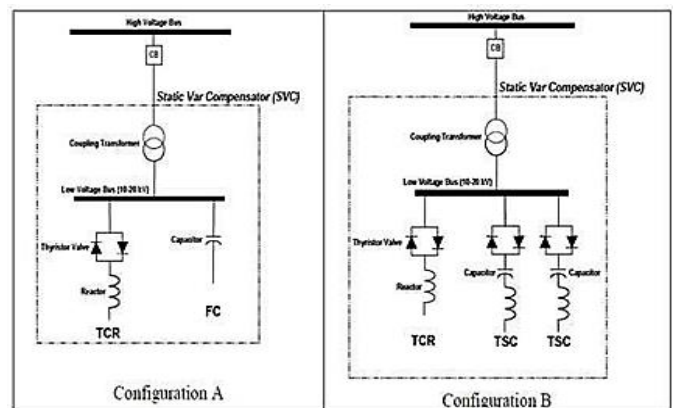 High Voltage Bus
CB
Static Var Compensator (SVC)
Coupling Transformer
Low Voltage Bus (10-20 kV)
Thyristor Valve
Capacitor
Reactor
FC
TCR
Configuration A
High Voltage Bus
CB
Static Var Compensator (SVC)
Coupling Transformer
Low Voltage Bus (10-20 kV)
Thyristor Valve
Capacitor
Capacitor
Reactor
TCR
TSC
TSC
Configuration B